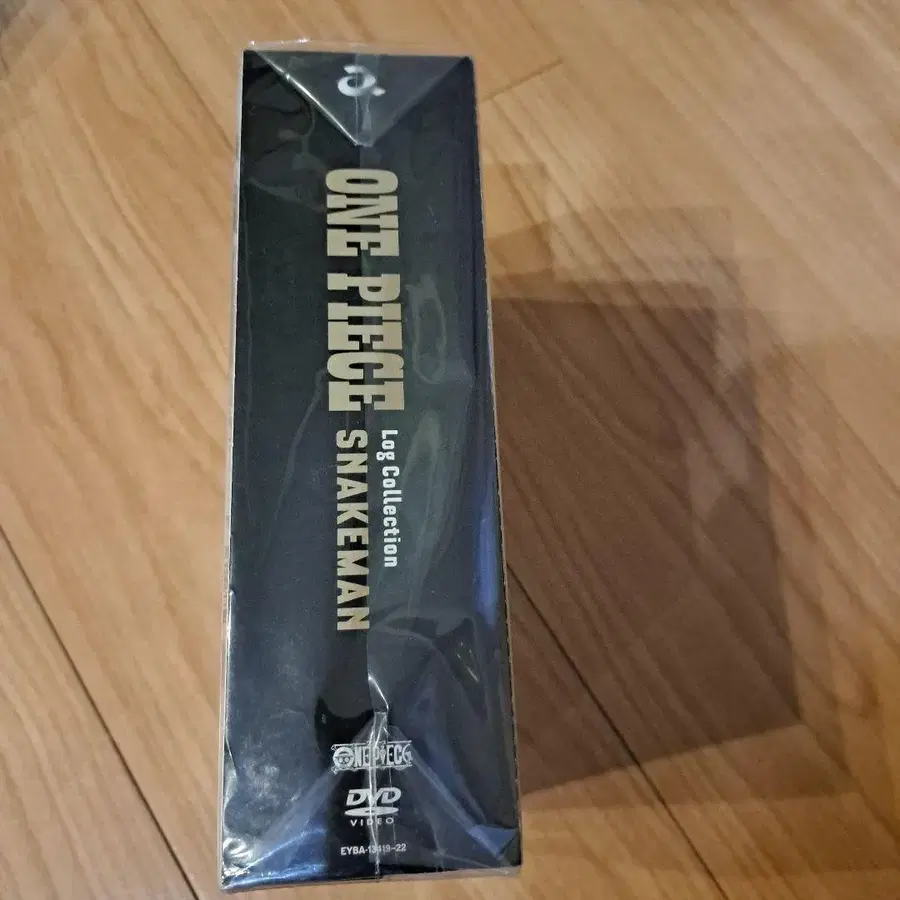 a.
ONE PIECE
Log Collection
SNAKEMAN
ONE PIECE
DVD
VIDEO
EYBA-13419~22